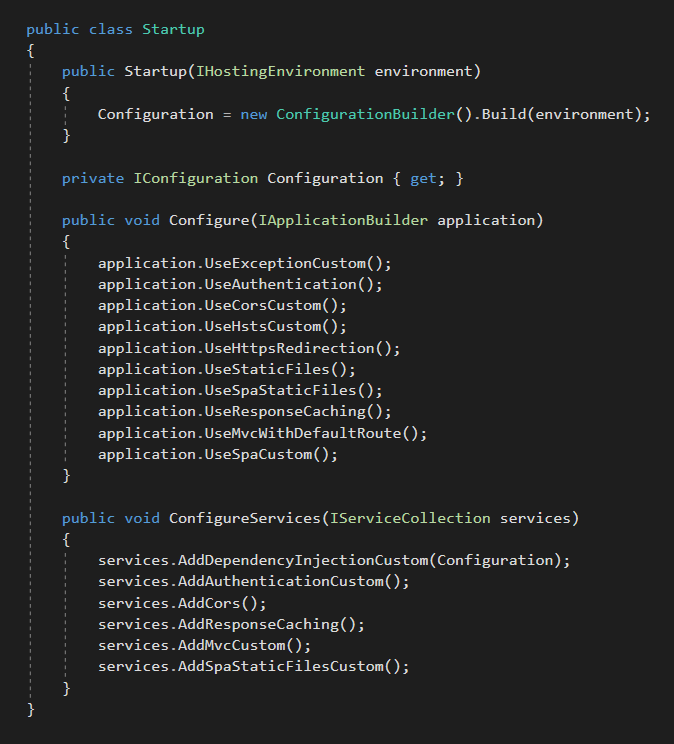 public class Startup
{
public Startup(IHostingEnvironment environment)
{
Configuration = new ConfigurationBuilder().Build(environment);
}
private IConfiguration Configuration { get; }
public void Configure(IApplicationBuilder application)
{
application.UseExceptionCustom();
application.UseAuthentication();
application.UseCorsCustom();
application.UseHstsCustom();
application.UseHttpsRedirection();
application.UseStaticFiles();
application.UseSpaStaticFiles();
application.UseResponseCaching();
application.UseMvcWithDefaultRoute();
application.UseSpaCustom();
}
public void ConfigureServices(IServiceCollection services)
{
services.AddDependencyInjectionCustom(Configuration);
services.AddAuthenticationCustom();
services.AddCors();
services.AddResponseCaching();
services.AddMvcCustom();
services.AddSpaStaticFilesCustom();
}
}